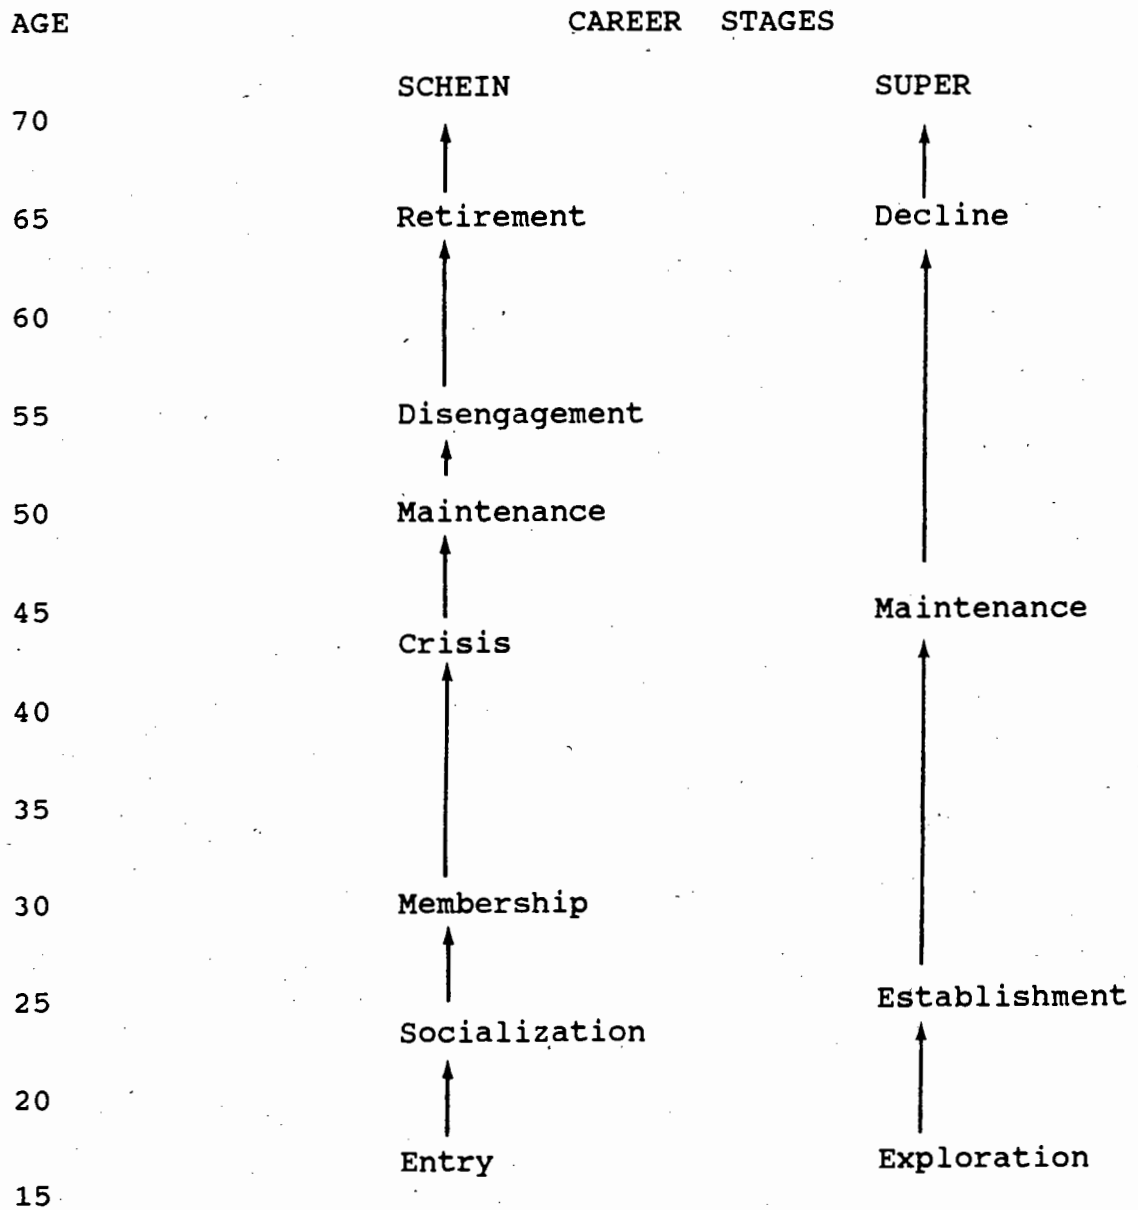 AGE CAREER STAGES
SCHEIN SUPER
70
65 Retirement Decline
60
55 Disengagement
50 Maintenance
45 Maintenance
Crisis
40
35
30 Membership
25 Establishment
Socialization
20
Entry Exploration
15